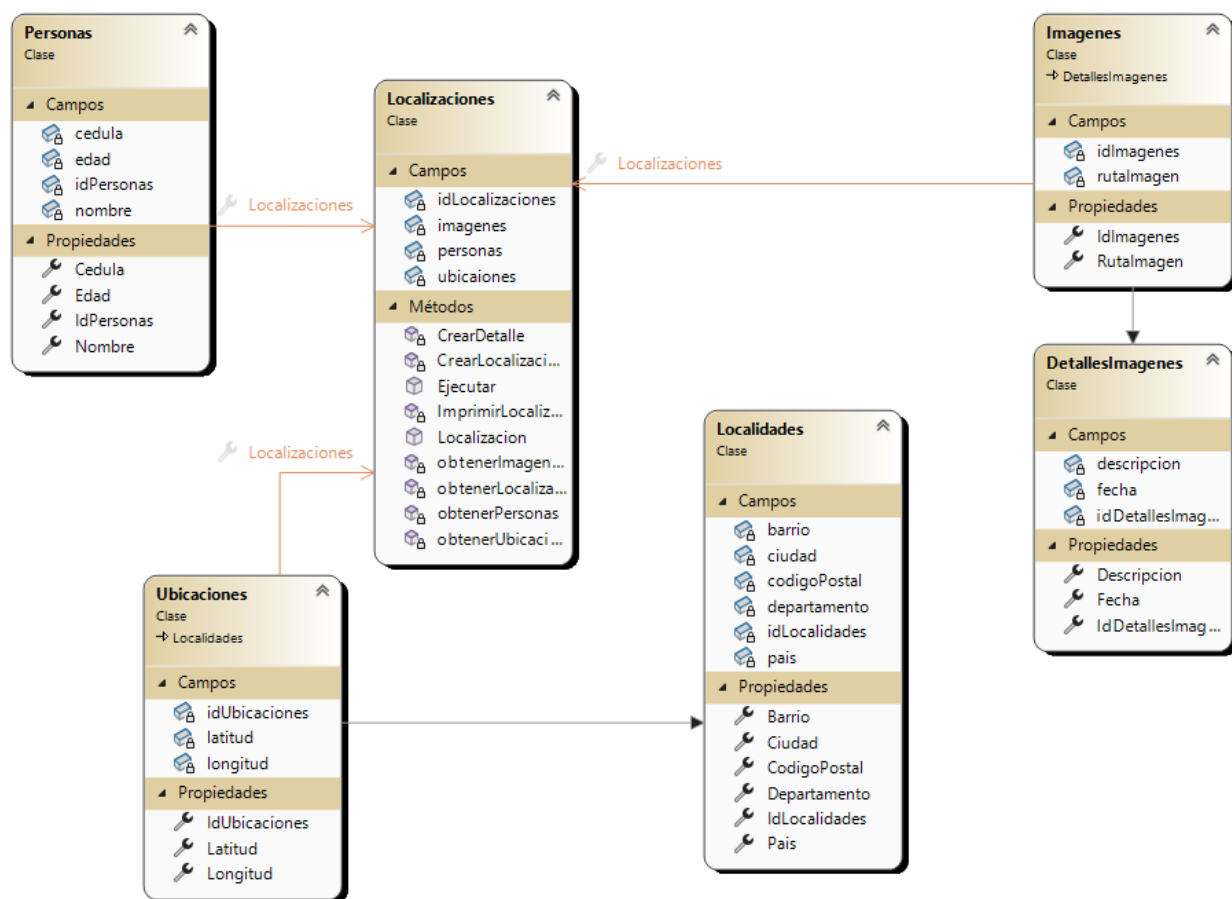 Personas
Clase
Campos
cedula
edad
idPersonas
nombre
Propiedades
Cedula
Edad
IdPersonas
Nombre
Localizaciones
Localizaciones
Clase
Campos
idLocalizaciones
imagenes
personas
ubicaiones
Métodos
CrearDetalle
CrearLocalizaci...
Ejecutar
ImprimirLocaliz...
Localizacion
obtenerImagen...
obtenerLocaliza...
obtenerPersonas
obtenerUbicaci...
Localizaciones
Imagenes
Clase
DetallesImagenes
Campos
idImagenes
rutaImagen
Propiedades
IdImagenes
RutaImagen
DetallesImagenes
Clase
Campos
descripcion
fecha
idDetallesImag...
Propiedades
Descripcion
Fecha
IdDetallesImag...
Localizaciones
Ubicaciones
Clase
Localidades
Campos
idUbicaciones
latitud
longitud
Propiedades
IdUbicaciones
Latitud
Longitud
Localidades
Clase
Campos
barrio
ciudad
codigoPostal
departamento
idLocalidades
pais
Propiedades
Barrio
Ciudad
CodigoPostal
Departamento
IdLocalidades
Pais